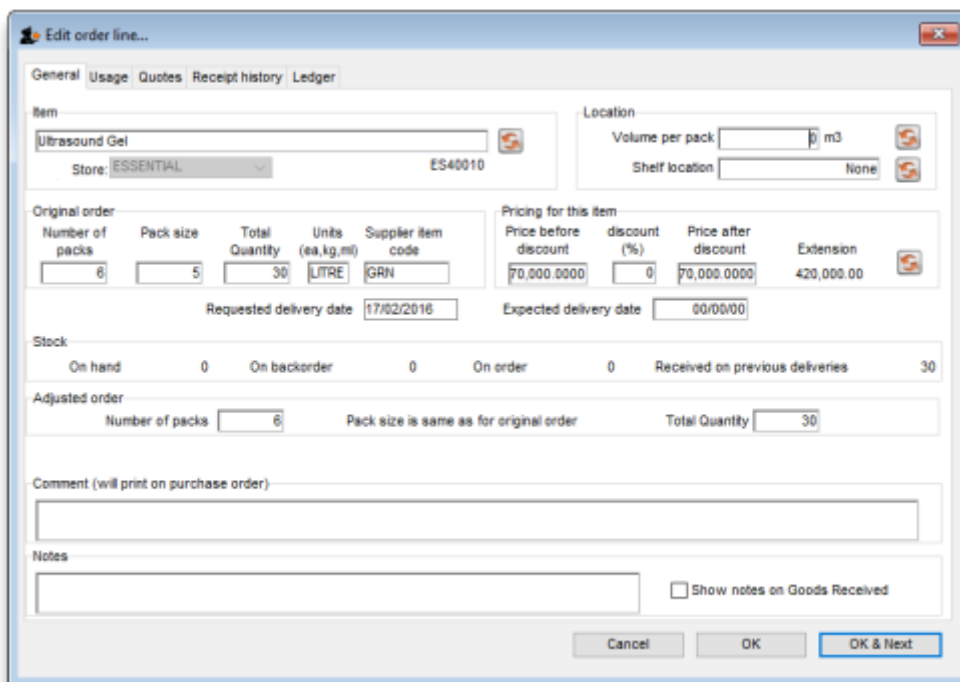 Edit order line...
General Usage Quotes Receipt history Ledger
Item
Ultrasound Gel
Store: ESSENTIAL ES40010
Location
Volume per pack 0 m3
Shelf location None
Original order
Number of packs Pack size Total Quantity Units (ea,kg,ml) Supplier item code
6 5 30 LITRE GRN
Pricing for this item
Price before discount discount (%) Price after discount Extension
70,000.0000 0 70,000.0000 420,000.00
Requested delivery date 17/02/2016 Expected delivery date 00/00/00
Stock
On hand 0 On backorder 0 On order 0 Received on previous deliveries 30
Adjusted order
Number of packs 6 Pack size is same as for original order Total Quantity 30
Comment (will print on purchase order)
Notes
Show notes on Goods Received
Cancel OK OK & Next